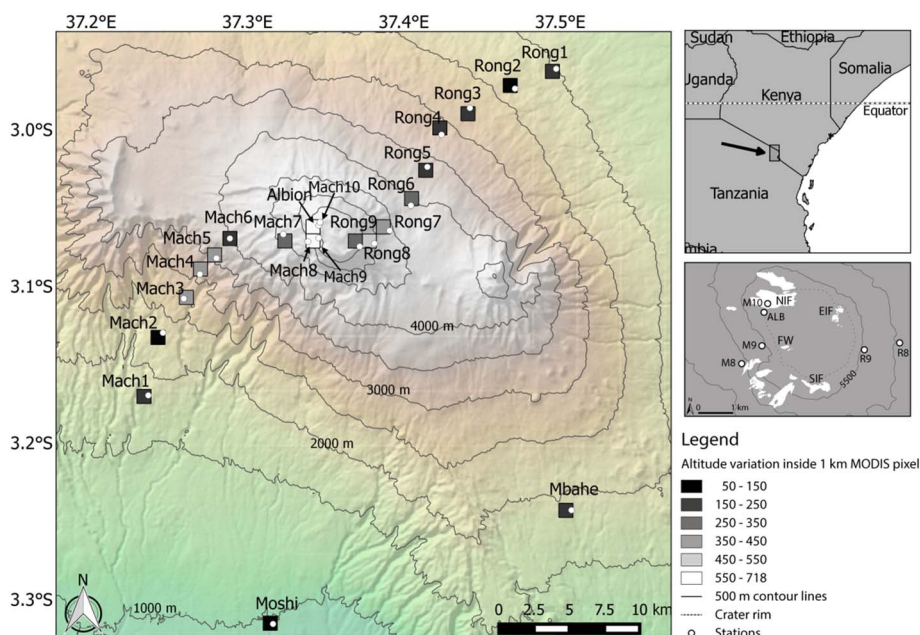 37.2°E 37.3°E 37.4°E 37.5°E
3.0°S
3.1°S
3.2°S
3.3°S
Rong1
Rong2
Rong3
Rong4
Rong5
Rong6
Albion
Mach10
Mach6
Mach7
Rong9
Rong7
Mach5
Rong8
Mach4
Mach8
Mach9
Mach3
Mach2
4000 m
Mach1
3000 m
2000 m
Mbahe
N
1000 m
Moshi
0 2.5 5 7.5 10 km
Sudan
Ethiopia
Uganda
Somalia
Kenya
Equator
Tanzania
M10
NIF
ALB
EIF
M9
FW
R8
M8
R9
SIF
5500
N
0 1 km
Legend
Altitude variation inside 1 km MODIS pixel
50 - 150
150 - 250
250 - 350
350 - 450
450 - 550
550 - 718
500 m contour lines
Crater rim
Stations